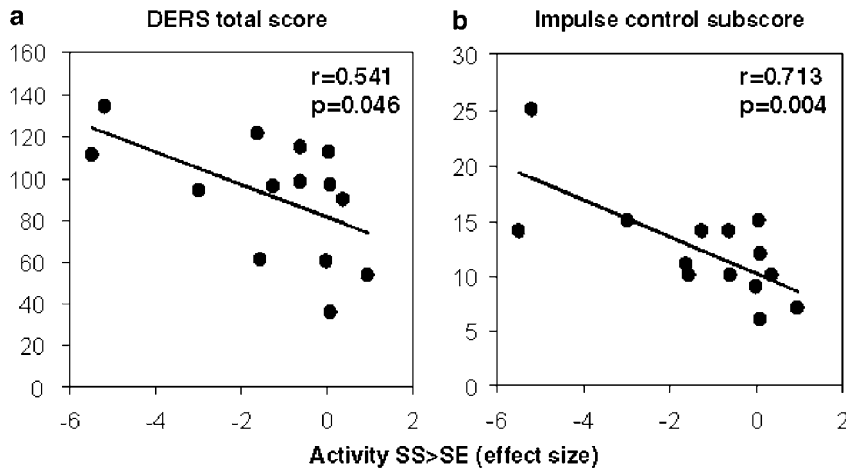 a DERS total score
r=0.541
p=0.046
160
140
120
100
80
60
40
20
0
-6 -4 -2 0 2
b Impulse control subscore
r=0.713
p=0.004
30
25
20
15
10
5
0
-6 -4 -2 0 2
Activity SS>SE (effect size)